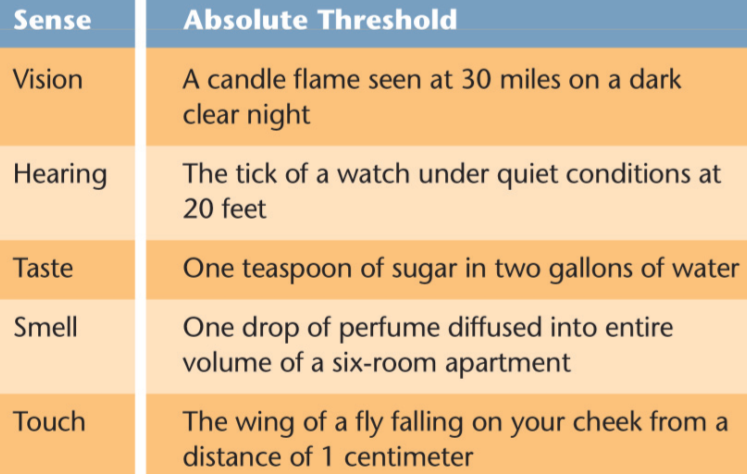 Sense Absolute Threshold
Vision A candle flame seen at 30 miles on a dark
clear night
Hearing The tick of a watch under quiet conditions at
20 feet
Taste One teaspoon of sugar in two gallons of water
Smell One drop of perfume diffused into entire
volume of a six-room apartment
Touch The wing of a fly falling on your cheek from a
distance of 1 centimeter